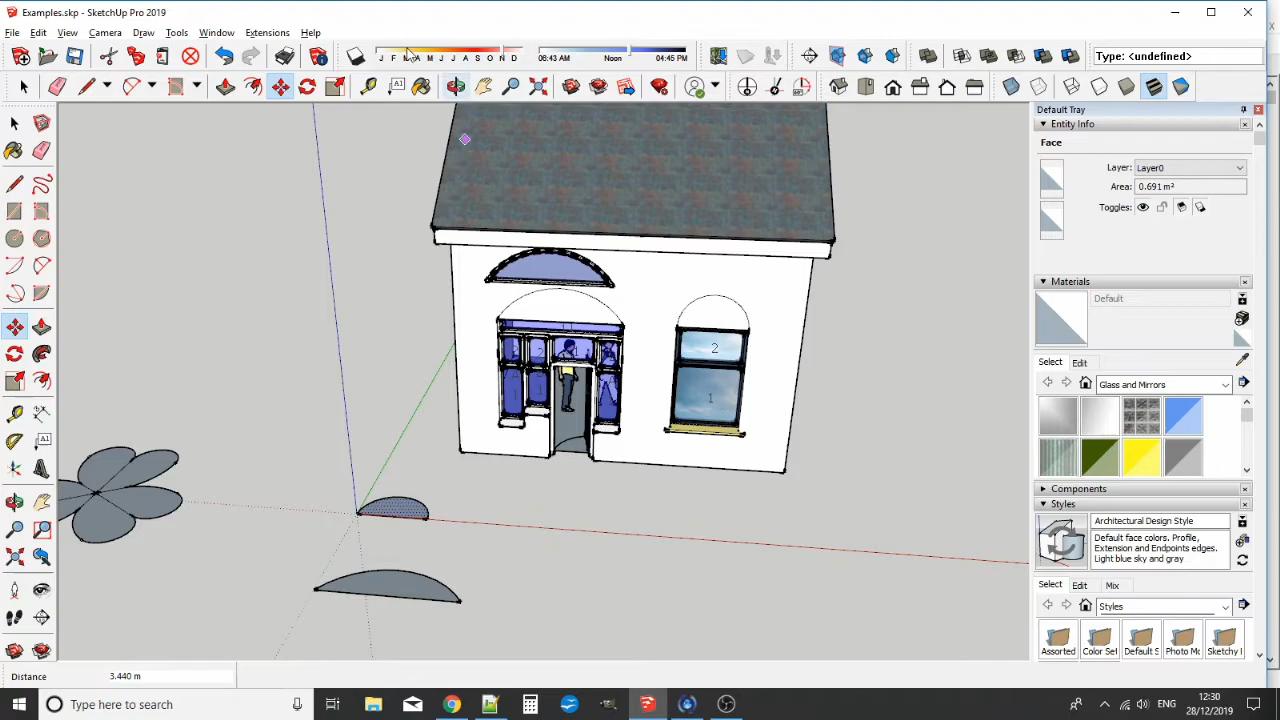 Examples.skp - SketchUp Pro 2019
File Edit View Camera Draw Tools Window Extensions Help
J F M A M J J A S O N D
06:43 AM Noon 04:45 PM
Type: <undefined>
A1
Default Tray
Entity Info
Face
Layer: Layer0
Area: 0.691 m²
Toggles:
Materials
Default
Select Edit
Glass and Mirrors
Components
Styles
Architectural Design Style
Default face colors. Profile,
Extension and Endpoints edges.
Light blue sky and gray
Select Edit Mix
Styles
Assorted Color Set Default S Photo Mo Sketchy
2
1
A1
Distance 3.440 m
Type here to search
ENG
12:30
28/12/2019